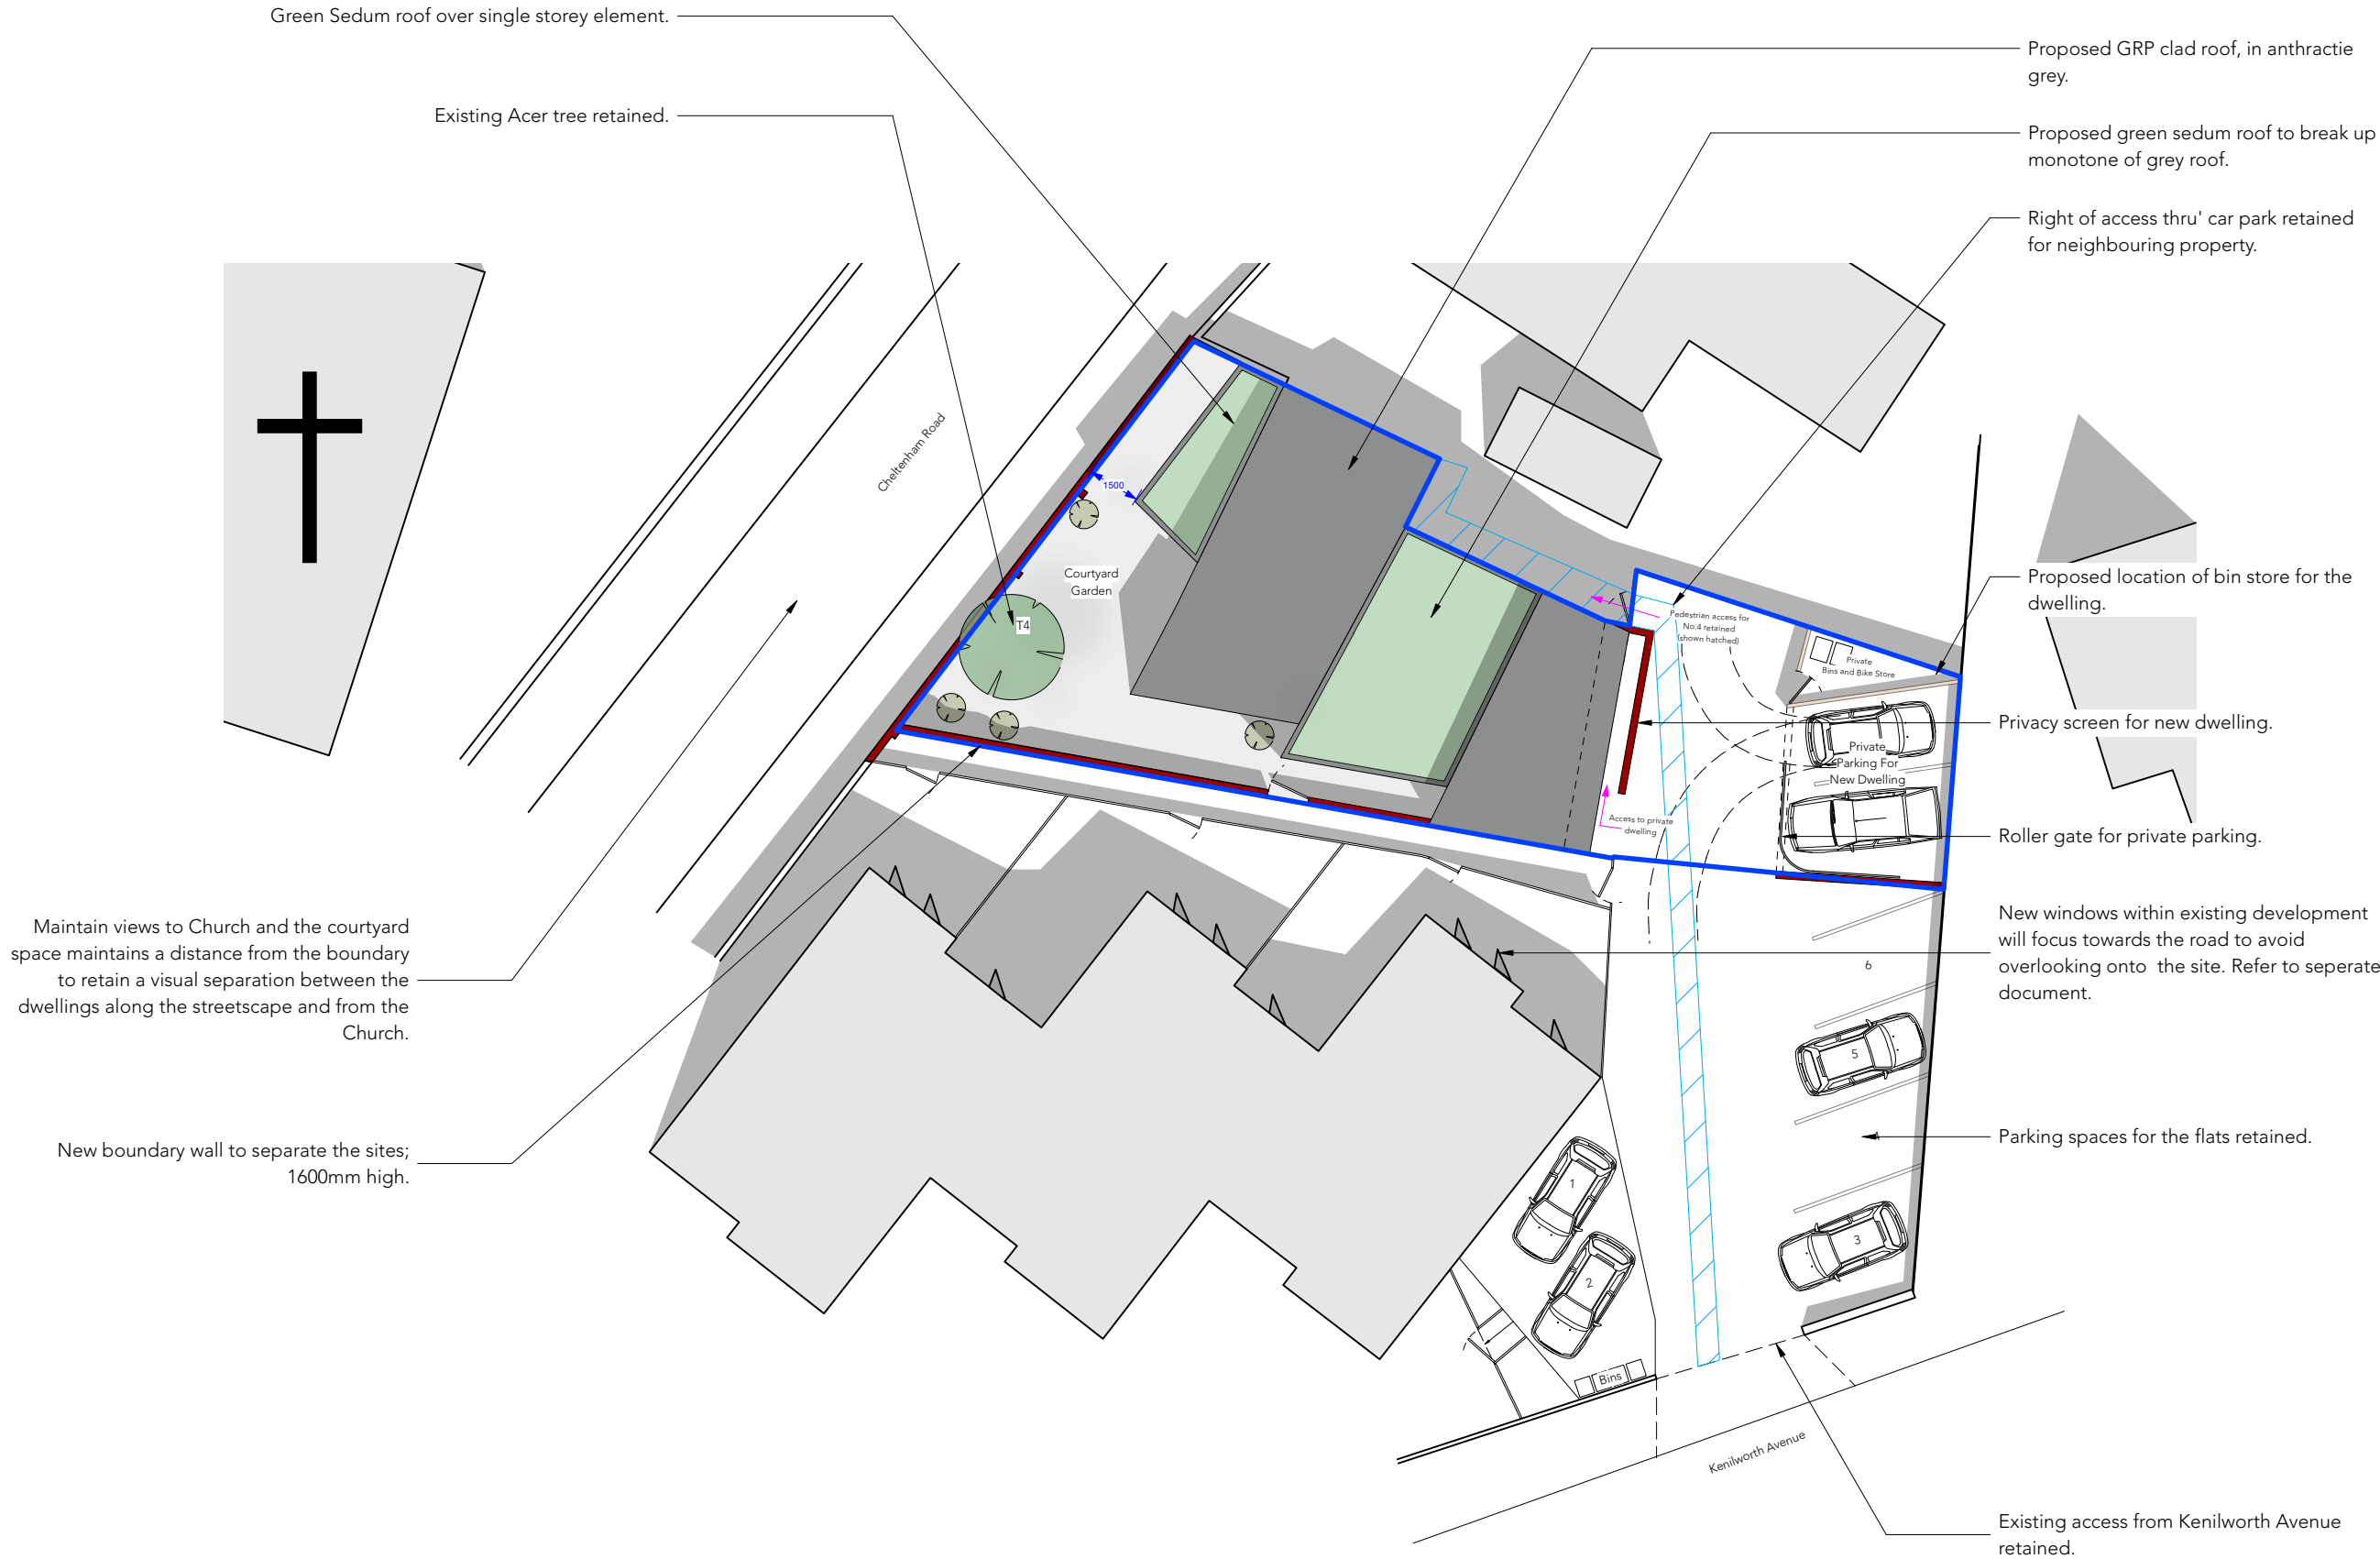 Green Sedum roof over single storey element.
Existing Acer tree retained.
Proposed GRP clad roof, in anthractie
grey.
Proposed green sedum roof to break up
monotone of grey roof.
Right of access thru' car park retained
for neighbouring property.
Cheltenham Road
1500
Courtyard
Garden
T4
Pedestrian access for
No.4 retained
(shown hatched)
Private
Bins and Bike Store
Proposed location of bin store for the
dwelling.
Privacy screen for new dwelling.
Private
Parking For
New Dwelling
Access to private
dwelling
Roller gate for private parking.
Maintain views to Church and the courtyard
space maintains a distance from the boundary
to retain a visual separation between the
dwellings along the streetscape and from the
Church.
New windows within existing development
will focus towards the road to avoid
overlooking onto  the site. Refer to seperate
document.
6
5
4
Parking spaces for the flats retained.
New boundary wall to separate the sites;
1600mm high.
1
2
3
Bins
Kenilworth Avenue
Existing access from Kenilworth Avenue
retained.